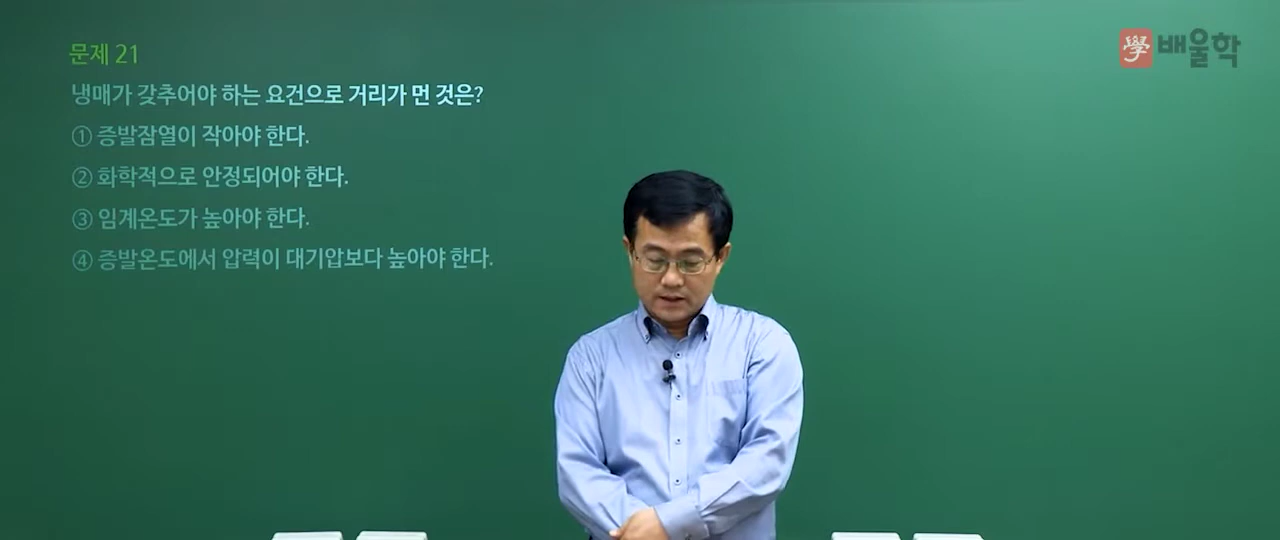 문제 21
學 배울학
냉매가 갖추어야 하는 요건으로 거리가 먼 것은?
① 증발잠열이 작아야 한다.
② 화학적으로 안정되어야 한다.
③ 임계온도가 높아야 한다.
④ 증발온도에서 압력이 대기압보다 높아야 한다.